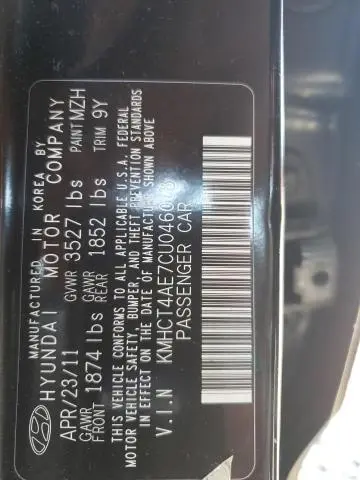 MANUFACTURED IN KOREA BY
HYUNDAI MOTOR COMPANY
APR/23/11 GVWR 3527 lbs PAINT MZH
GAWR FRONT 1874 lbs GAWR REAR 1852 lbs TRIM 9Y
THIS VEHICLE CONFORMS TO ALL APPLICABLE U.S.A. FEDERAL
MOTOR VEHICLE SAFETY, BUMPER, AND THEFT PREVENTION STANDARDS
IN EFFECT ON THE DATE OF MANUFACTURE SHOWN ABOVE
V.I.N
PASSENGER CAR